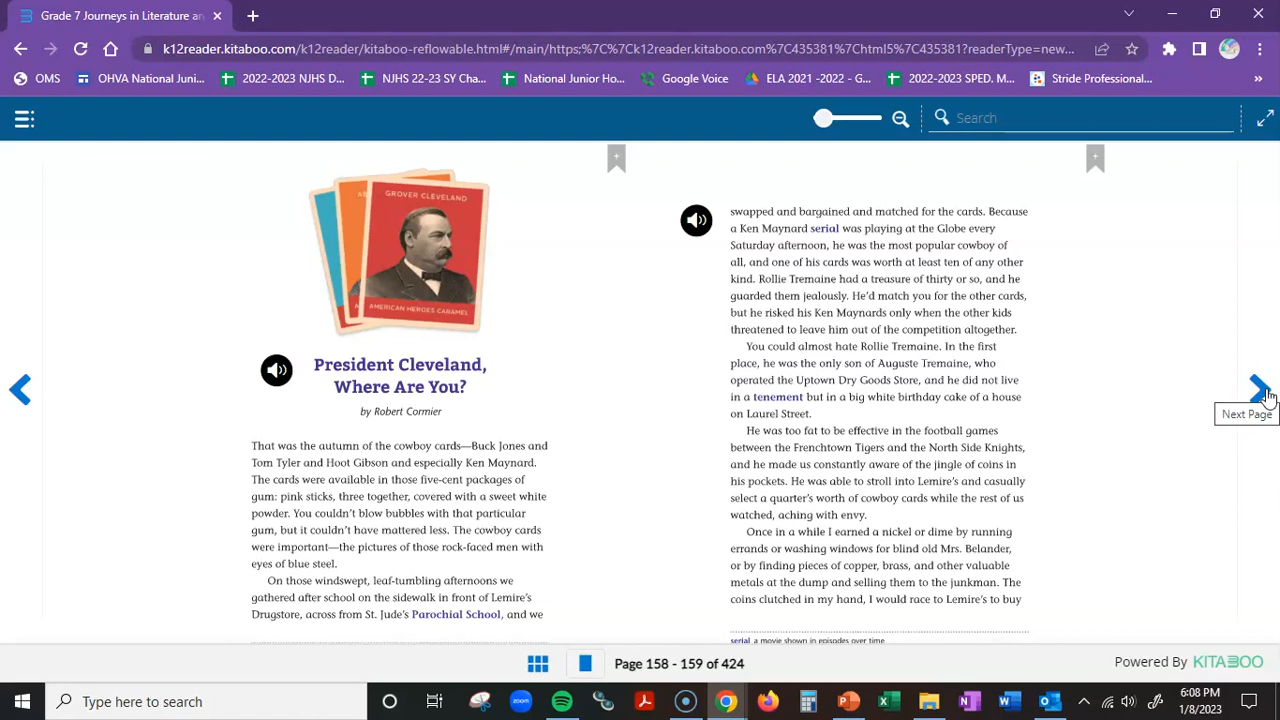 Grade 7 Journeys in Literature an
k12reader.kitaboo.com/k12reader/kitaboo-reflowable.html#/main/https;%7C%7Ck12reader.kitaboo.com%7C435381%7Chtml5%7C435381?readerType=new...
OMS
OHVA National Juni...
2022-2023 NJHS D...
NJHS 22-23 SY Cha...
National Junior Ho...
Google Voice
ELA 2021 -2022 - G...
2022-2023 SPED. M...
Stride Professional...
»
Search
GROVER CLEVELAND
AMERICAN HEROES CARAMEL
President Cleveland,
Where Are You?
by Robert Cormier
That was the autumn of the cowboy cards—Buck Jones and
Tom Tyler and Hoot Gibson and especially Ken Maynard.
The cards were available in those five-cent packages of
gum: pink sticks, three together, covered with a sweet white
powder. You couldn't blow bubbles with that particular
gum, but it couldn't have mattered less. The cowboy cards
were important—the pictures of those rock-faced men with
eyes of blue steel.
On those windswept, leaf-tumbling afternoons we
gathered after school on the sidewalk in front of Lemire's
Drugstore, across from St. Jude's Parochial School, and we
swapped and bargained and matched for the cards. Because
a Ken Maynard serial was playing at the Globe every
Saturday afternoon, he was the most popular cowboy of
all, and one of his cards was worth at least ten of any other
kind. Rollie Tremaine had a treasure of thirty or so, and he
guarded them jealously. He'd match you for the other cards,
but he risked his Ken Maynards only when the other kids
threatened to leave him out of the competition altogether.
You could almost hate Rollie Tremaine. In the first
place, he was the only son of Auguste Tremaine, who
operated the Uptown Dry Goods Store, and he did not live
in a tenement but in a big white birthday cake of a house
on Laurel Street.
He was too fat to be effective in the football games
between the Frenchtown Tigers and the North Side Knights,
and he made us constantly aware of the jingle of coins in
his pockets. He was able to stroll into Lemire's and casually
select a quarter's worth of cowboy cards while the rest of us
watched, aching with envy.
Once in a while I earned a nickel or dime by running
errands or washing windows for blind old Mrs. Belander,
or by finding pieces of copper, brass, and other valuable
metals at the dump and selling them to the junkman. The
coins clutched in my hand, I would race to Lemire's to buy
serial a movie shown in episodes over time
Next Page
Page 158 - 159 of 424
Powered By KITABOO
Type here to search
zoom
6:08 PM
1/8/2023